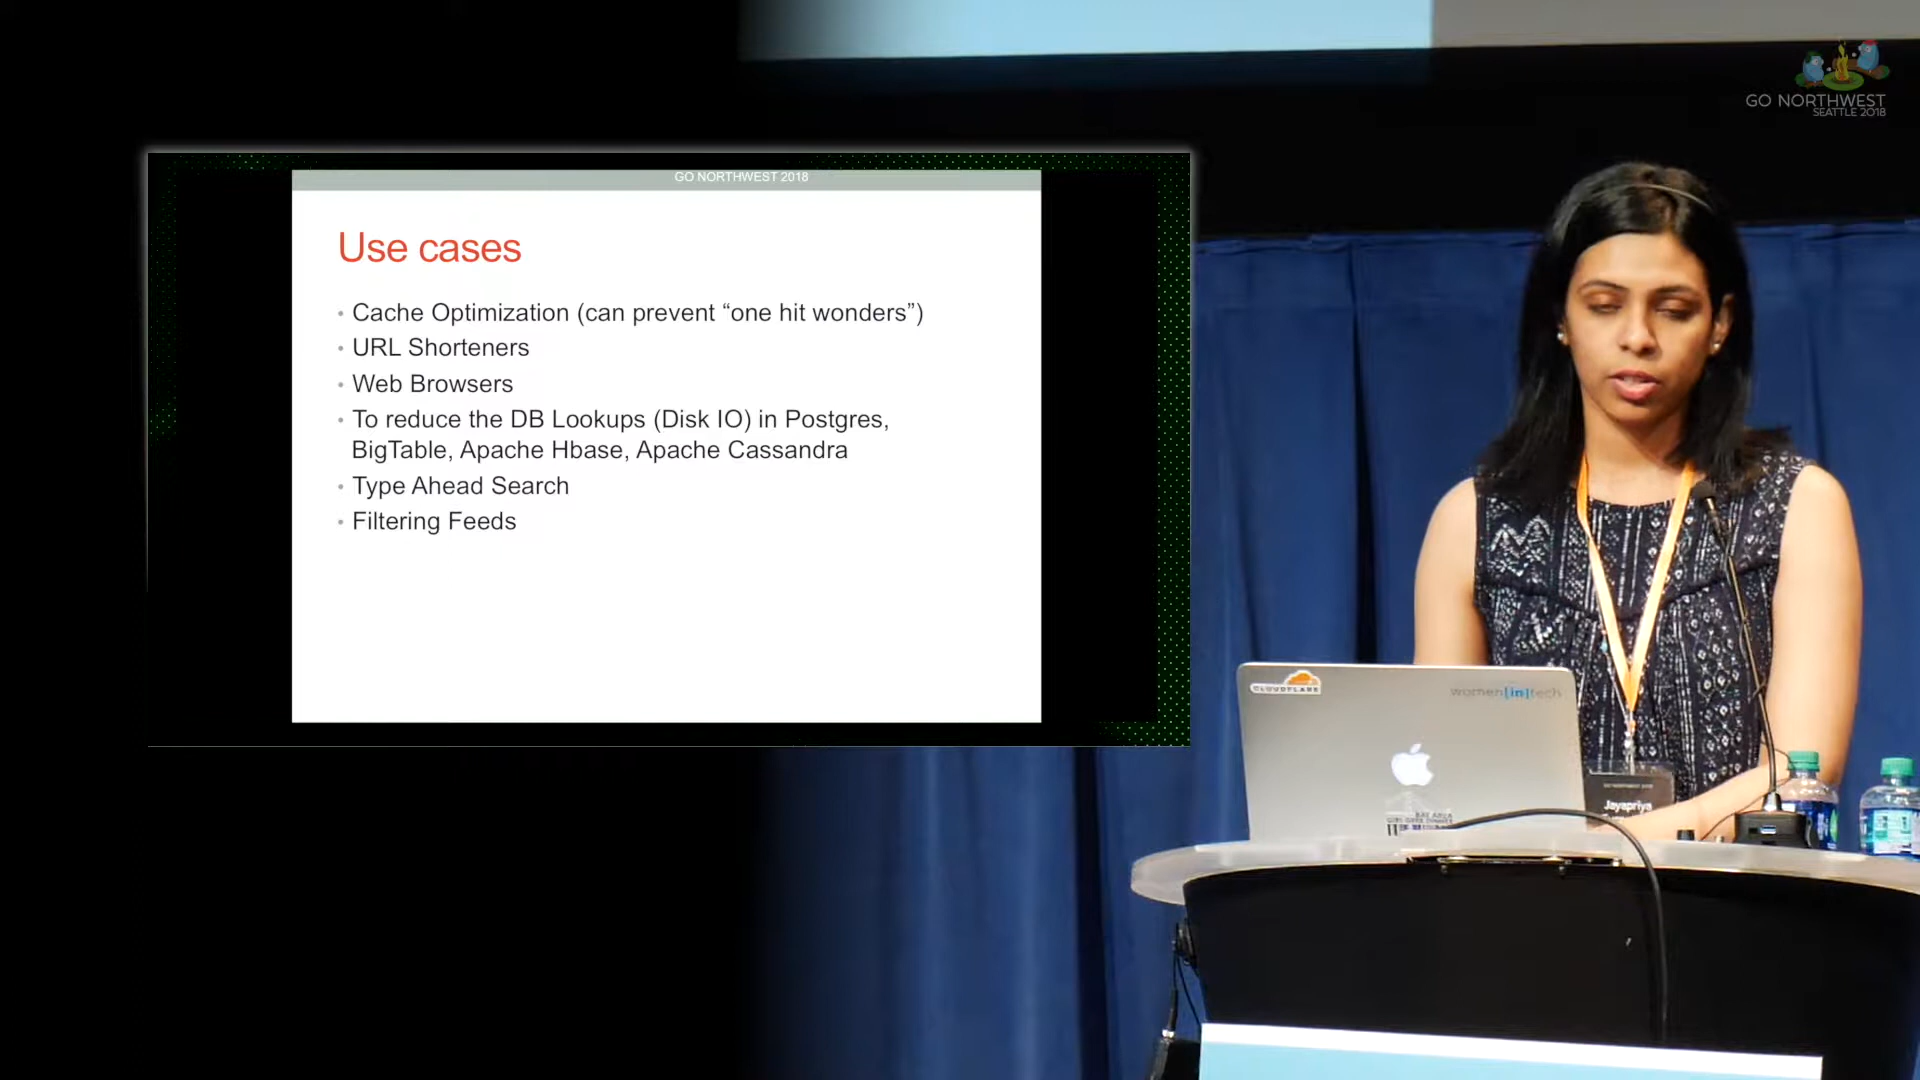 GO NORTHWEST
SEATTLE 2018
GO NORTHWEST 2018
Use cases
• Cache Optimization (can prevent “one hit wonders”)
• URL Shorteners
• Web Browsers
• To reduce the DB Lookups (Disk IO) in Postgres,
BigTable, Apache Hbase, Apache Cassandra
• Type Ahead Search
• Filtering Feeds
CLOUDFLARE
women[in]tech
Jayapriya